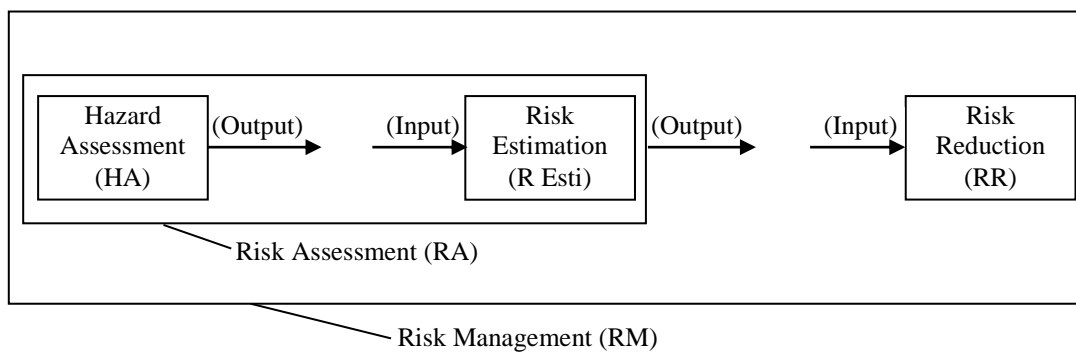 Hazard
Assessment
(HA)
(Output)
(Input)
Risk
Estimation
(R Esti)
(Output)
(Input)
Risk
Reduction
(RR)
Risk Assessment (RA)
Risk Management (RM)